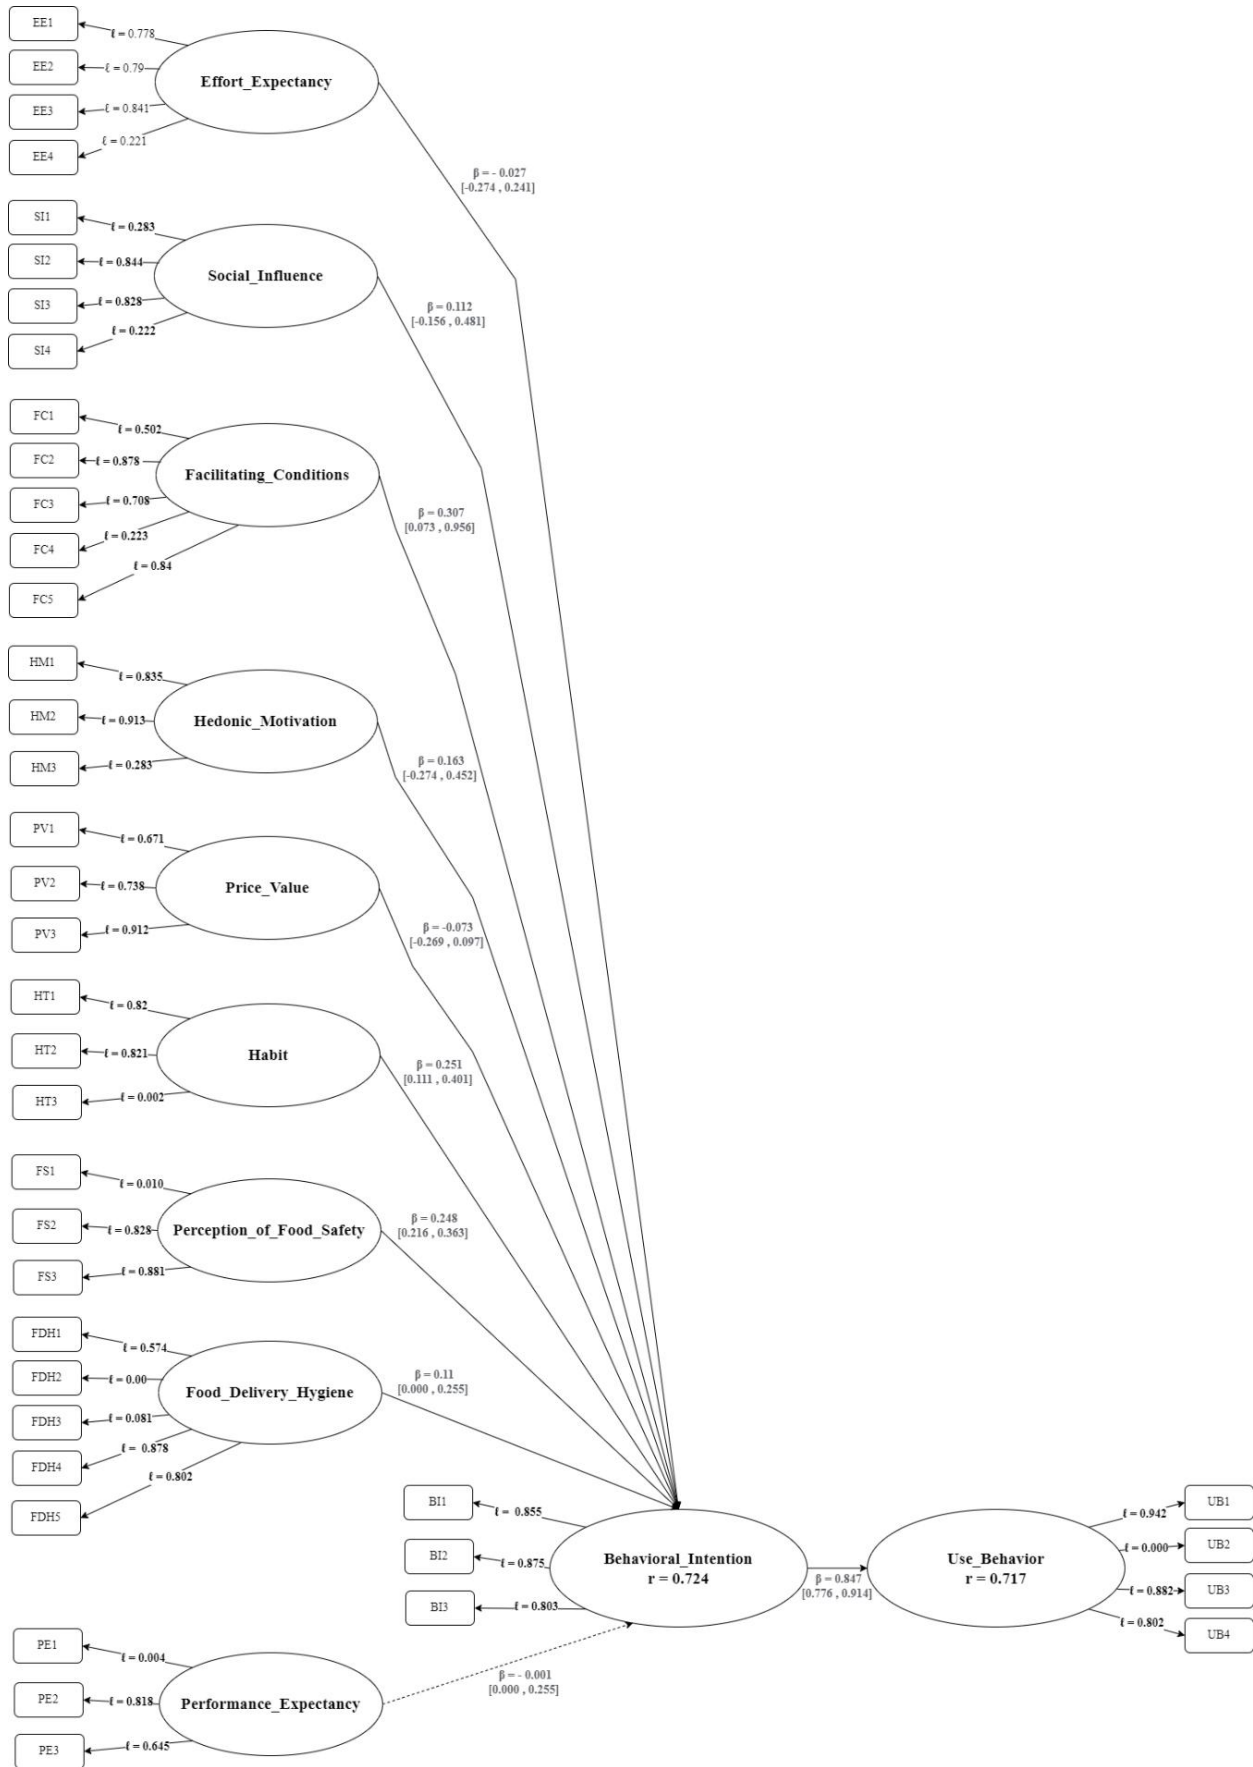 EE1
ℓ = 0.778
EE2
ℓ = 0.79
Effort_Expectancy
EE3
ℓ = 0.841
EE4
ℓ = 0.221
β = - 0.027
[-0.274 , 0.241]
SI1
ℓ = 0.283
SI2
ℓ = 0.844
Social_Influence
SI3
ℓ = 0.828
SI4
ℓ = 0.222
β = 0.112
[-0.156 , 0.481]
FC1
ℓ = 0.502
FC2
ℓ = 0.878
Facilitating_Conditions
FC3
ℓ = 0.708
FC4
ℓ = 0.223
FC5
ℓ = 0.84
β = 0.307
[0.073 , 0.956]
HM1
ℓ = 0.835
HM2
ℓ = 0.913
Hedonic_Motivation
HM3
ℓ = 0.283
β = 0.163
[-0.274 , 0.452]
PV1
ℓ = 0.671
PV2
ℓ = 0.738
Price_Value
PV3
ℓ = 0.912
β = -0.073
[-0.269 , 0.097]
HT1
ℓ = 0.82
HT2
ℓ = 0.821
Habit
HT3
ℓ = 0.002
β = 0.251
[0.111 , 0.401]
FS1
ℓ = 0.010
FS2
ℓ = 0.828
Perception_of_Food_Safety
FS3
ℓ = 0.881
β = 0.248
[0.216 , 0.363]
FDH1
ℓ = 0.574
FDH2
ℓ = 0.00
Food_Delivery_Hygiene
FDH3
ℓ = 0.081
FDH4
ℓ = 0.878
FDH5
ℓ = 0.802
β = 0.11
[0.000 , 0.255]
BI1
ℓ = 0.855
BI2
ℓ = 0.875
BI3
ℓ = 0.803
Behavioral_Intention
r = 0.724
β = 0.847
[0.776 , 0.914]
Use_Behavior
r = 0.717
ℓ = 0.942
UB1
ℓ = 0.000
UB2
ℓ = 0.882
UB3
ℓ = 0.802
UB4
PE1
ℓ = 0.004
PE2
ℓ = 0.818
Performance_Expectancy
PE3
ℓ = 0.645
β = - 0.001
[0.000 , 0.255]